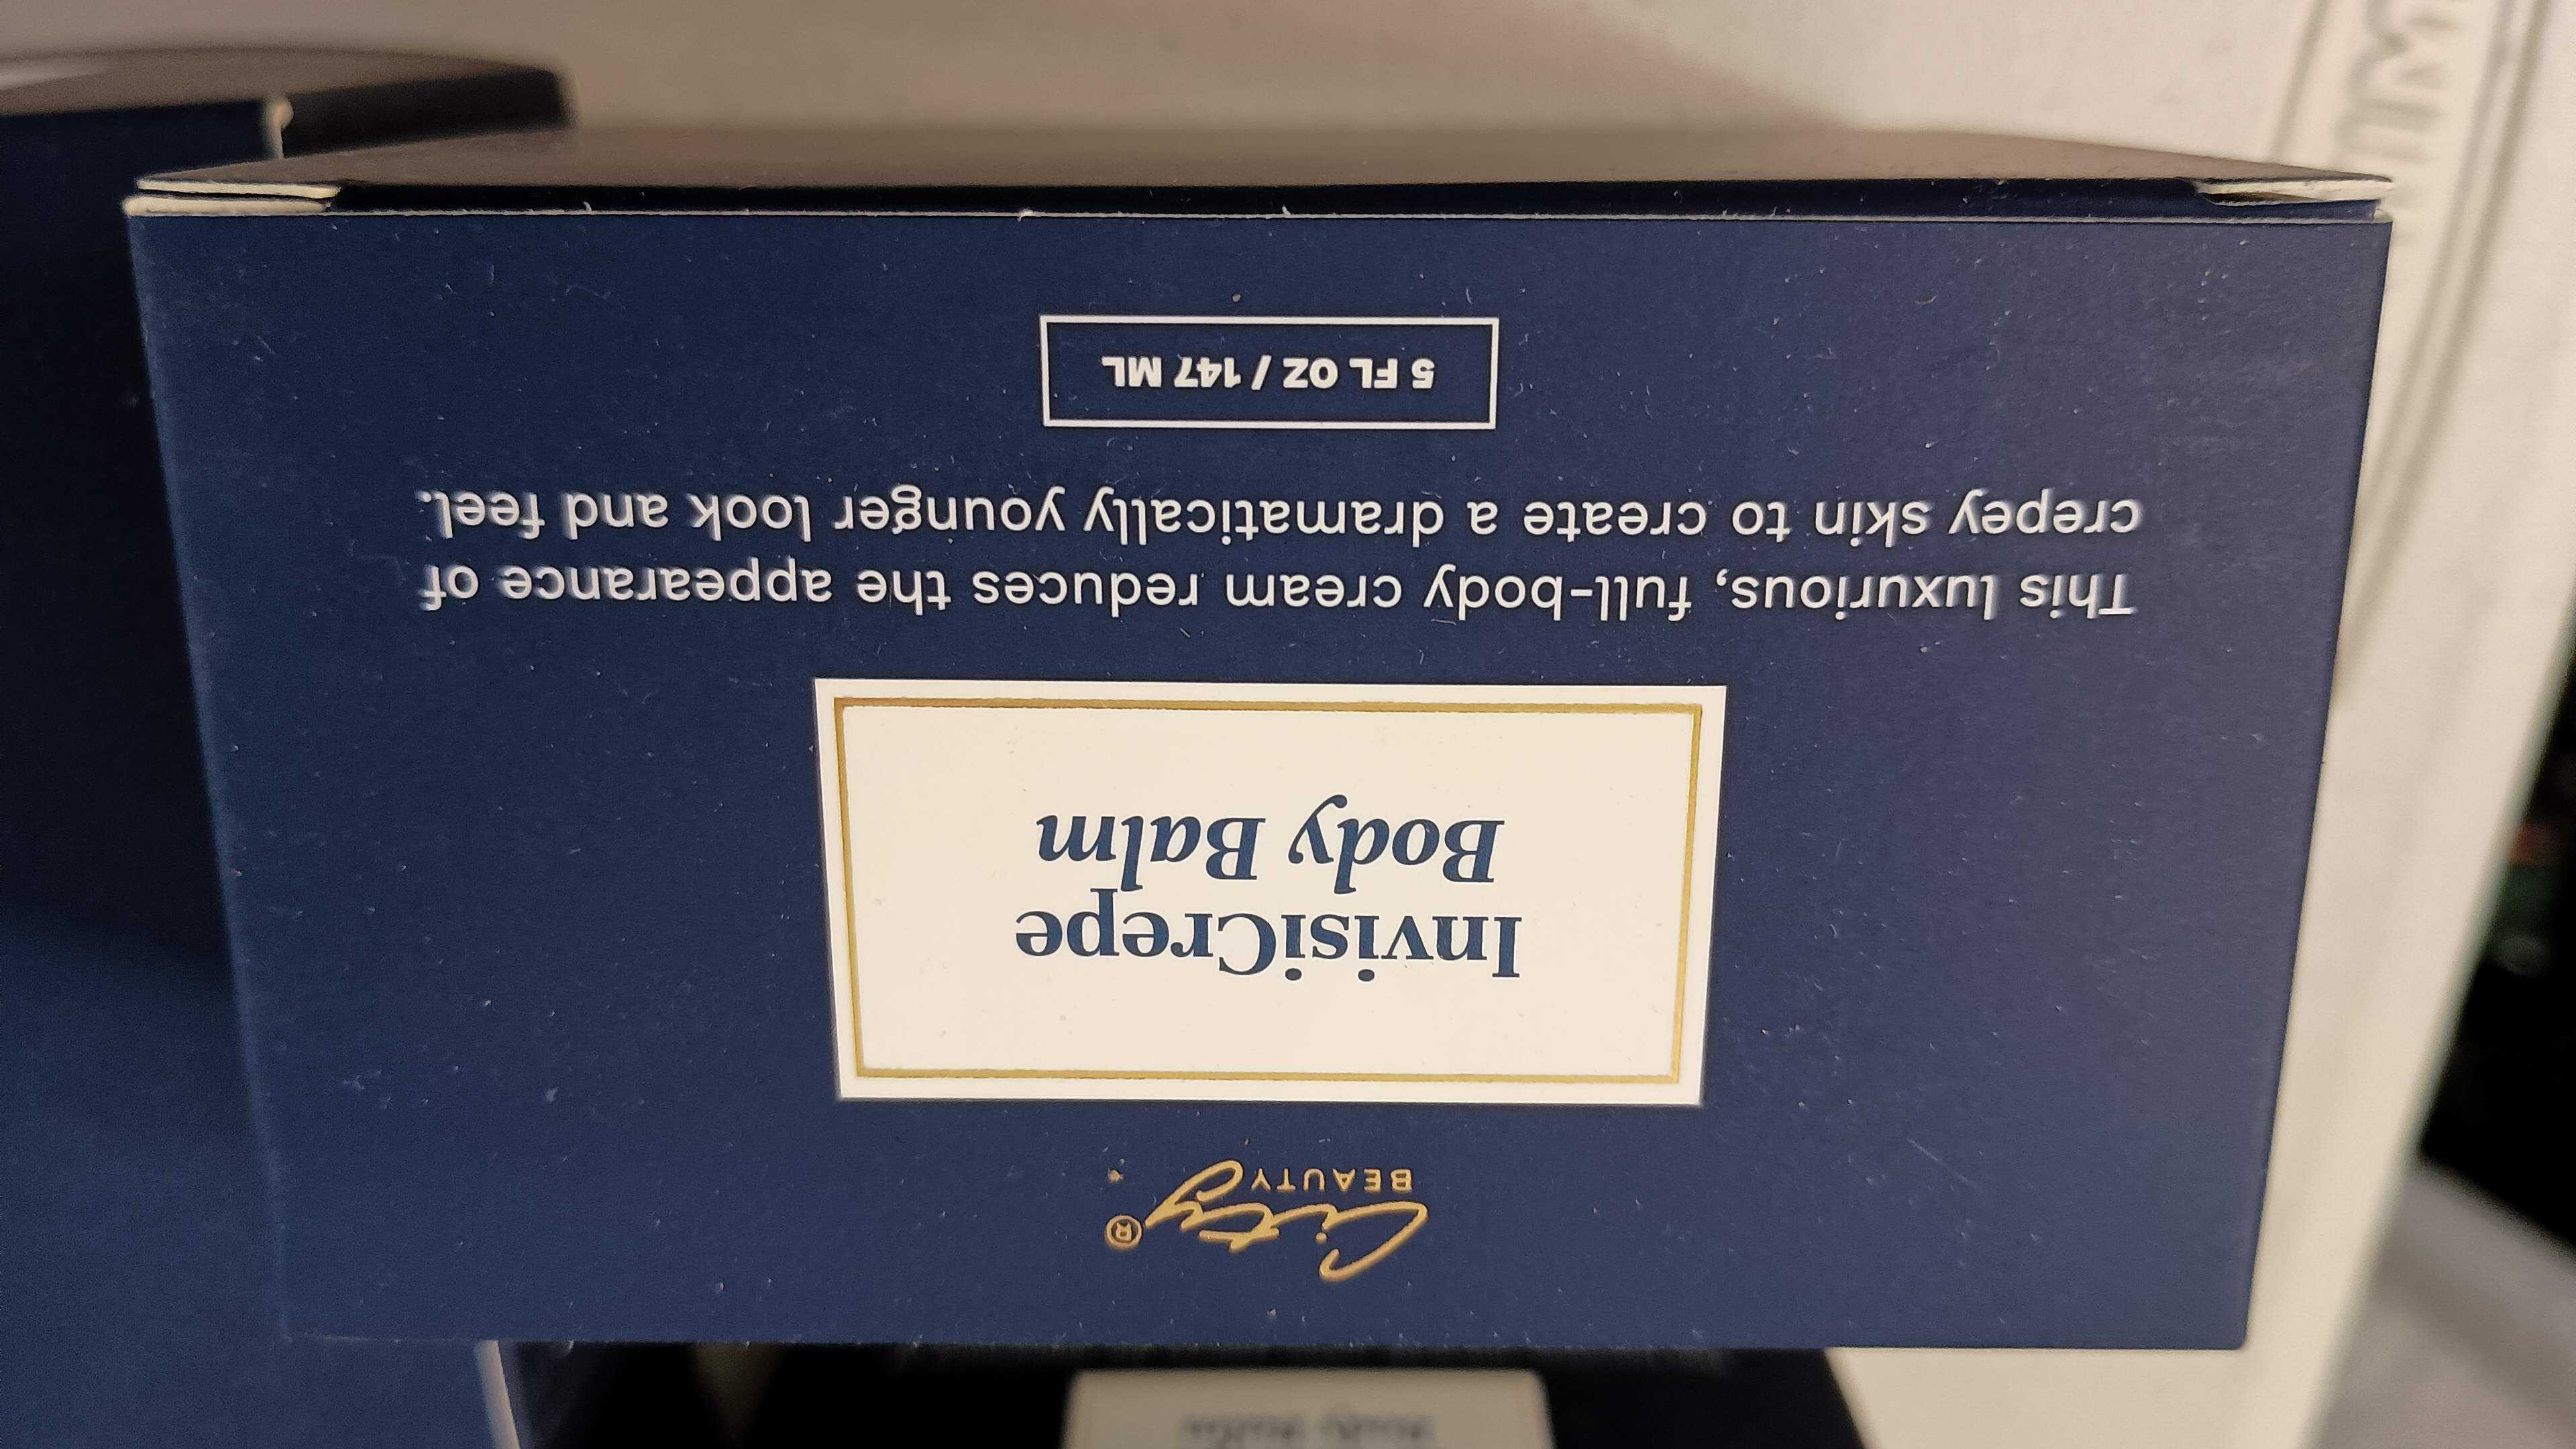 City®
BEAUTY
InvisiCrepe
Body Balm
This luxurious, full-body cream reduces the appearance of
crepey skin to create a dramatically younger look and feel.
5 FL OZ / 147 ML